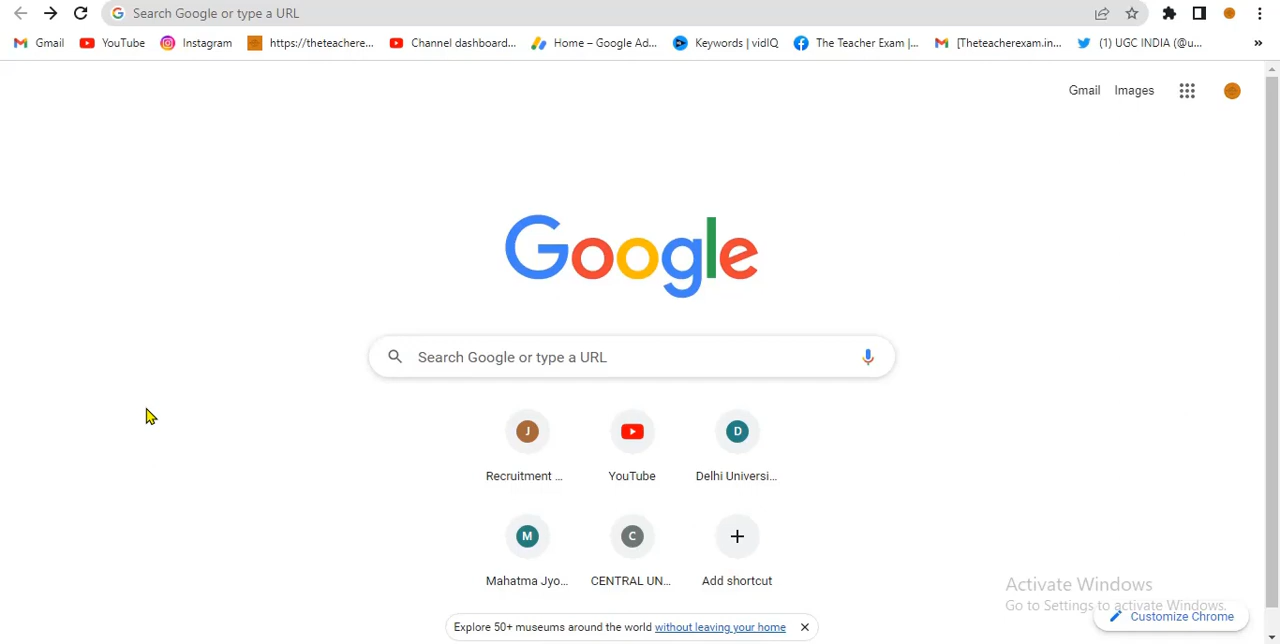 Search Google or type a URL
Gmail YouTube Instagram https://theteachere... Channel dashboard... Home – Google Ad... Keywords | vidIQ The Teacher Exam |... [Theteacherexam.in... (1) UGC INDIA (@u... »
Gmail Images
Google
Search Google or type a URL
J D
Recruitment ... YouTube Delhi Universi...
M C
Mahatma Jyo... CENTRAL UN... Add shortcut
Activate Windows
Go to Settings to activate Windows.
Customize Chrome
Explore 50+ museums around the world without leaving your home